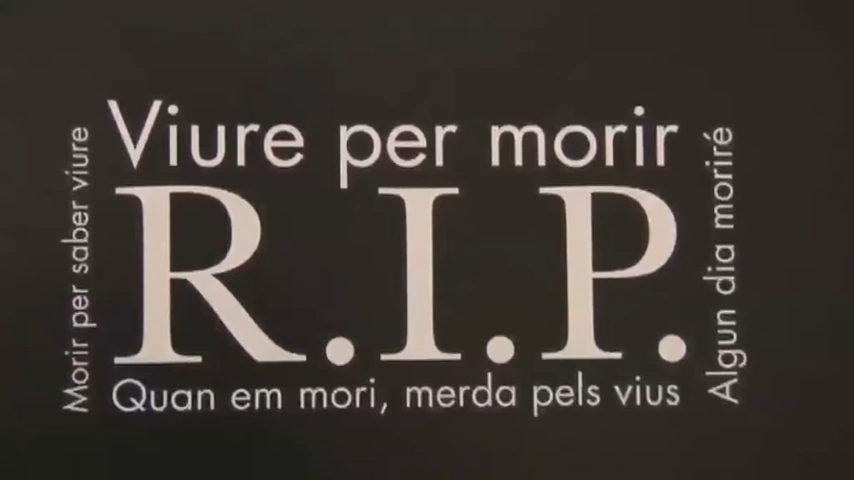 Viure per morir
Morir per saber viure
R.I.P.
Algun dia moriré
Quan em mori, merda pels vius